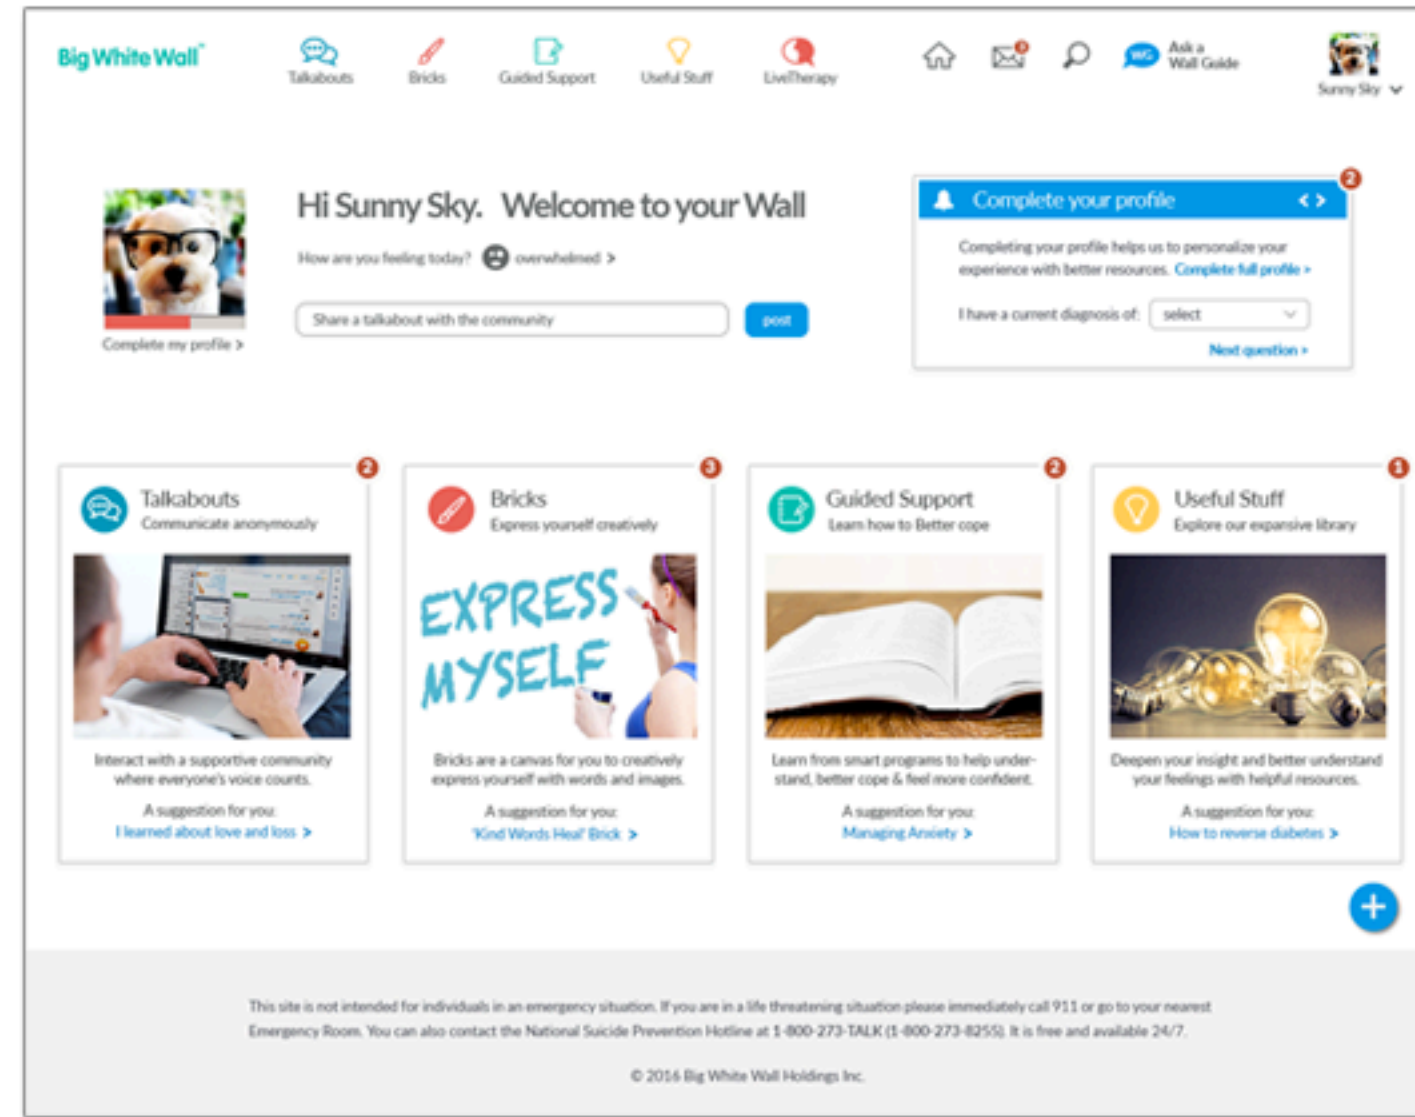 Big White Wall™
Talkabouts
Bricks
Guided Support
Useful Stuff
LiveTherapy
WG
Ask a
Wall Guide
Sunny Sky
Hi Sunny Sky. Welcome to your Wall
How are you feeling today? overwhelmed >
Share a talkabout with the community
post
Complete my profile >
2
Complete your profile < >
Completing your profile helps us to personalize your
experience with better resources. Complete full profile >
I have a current diagnosis of: select
Next question >
2
Talkabouts
Communicate anonymously
Interact with a supportive community
where everyone's voice counts.
A suggestion for you:
I learned about love and loss >
3
Bricks
Express yourself creatively
EXPRESS
MYSELF
Bricks are a canvas for you to creatively
express yourself with words and images.
A suggestion for you:
'Kind Words Heal' Brick >
2
Guided Support
Learn how to Better cope
Learn from smart programs to help under-
stand, better cope & feel more confident.
A suggestion for you:
Managing Anxiety >
1
Useful Stuff
Explore our expansive library
Deepen your insight and better understand
your feelings with helpful resources.
A suggestion for you:
How to reverse diabetes >
+
This site is not intended for individuals in an emergency situation. If you are in a life threatening situation please immediately call 911 or go to your nearest
Emergency Room. You can also contact the National Suicide Prevention Hotline at 1-800-273-TALK (1-800-273-8255). It is free and available 24/7.
© 2016 Big White Wall Holdings Inc.